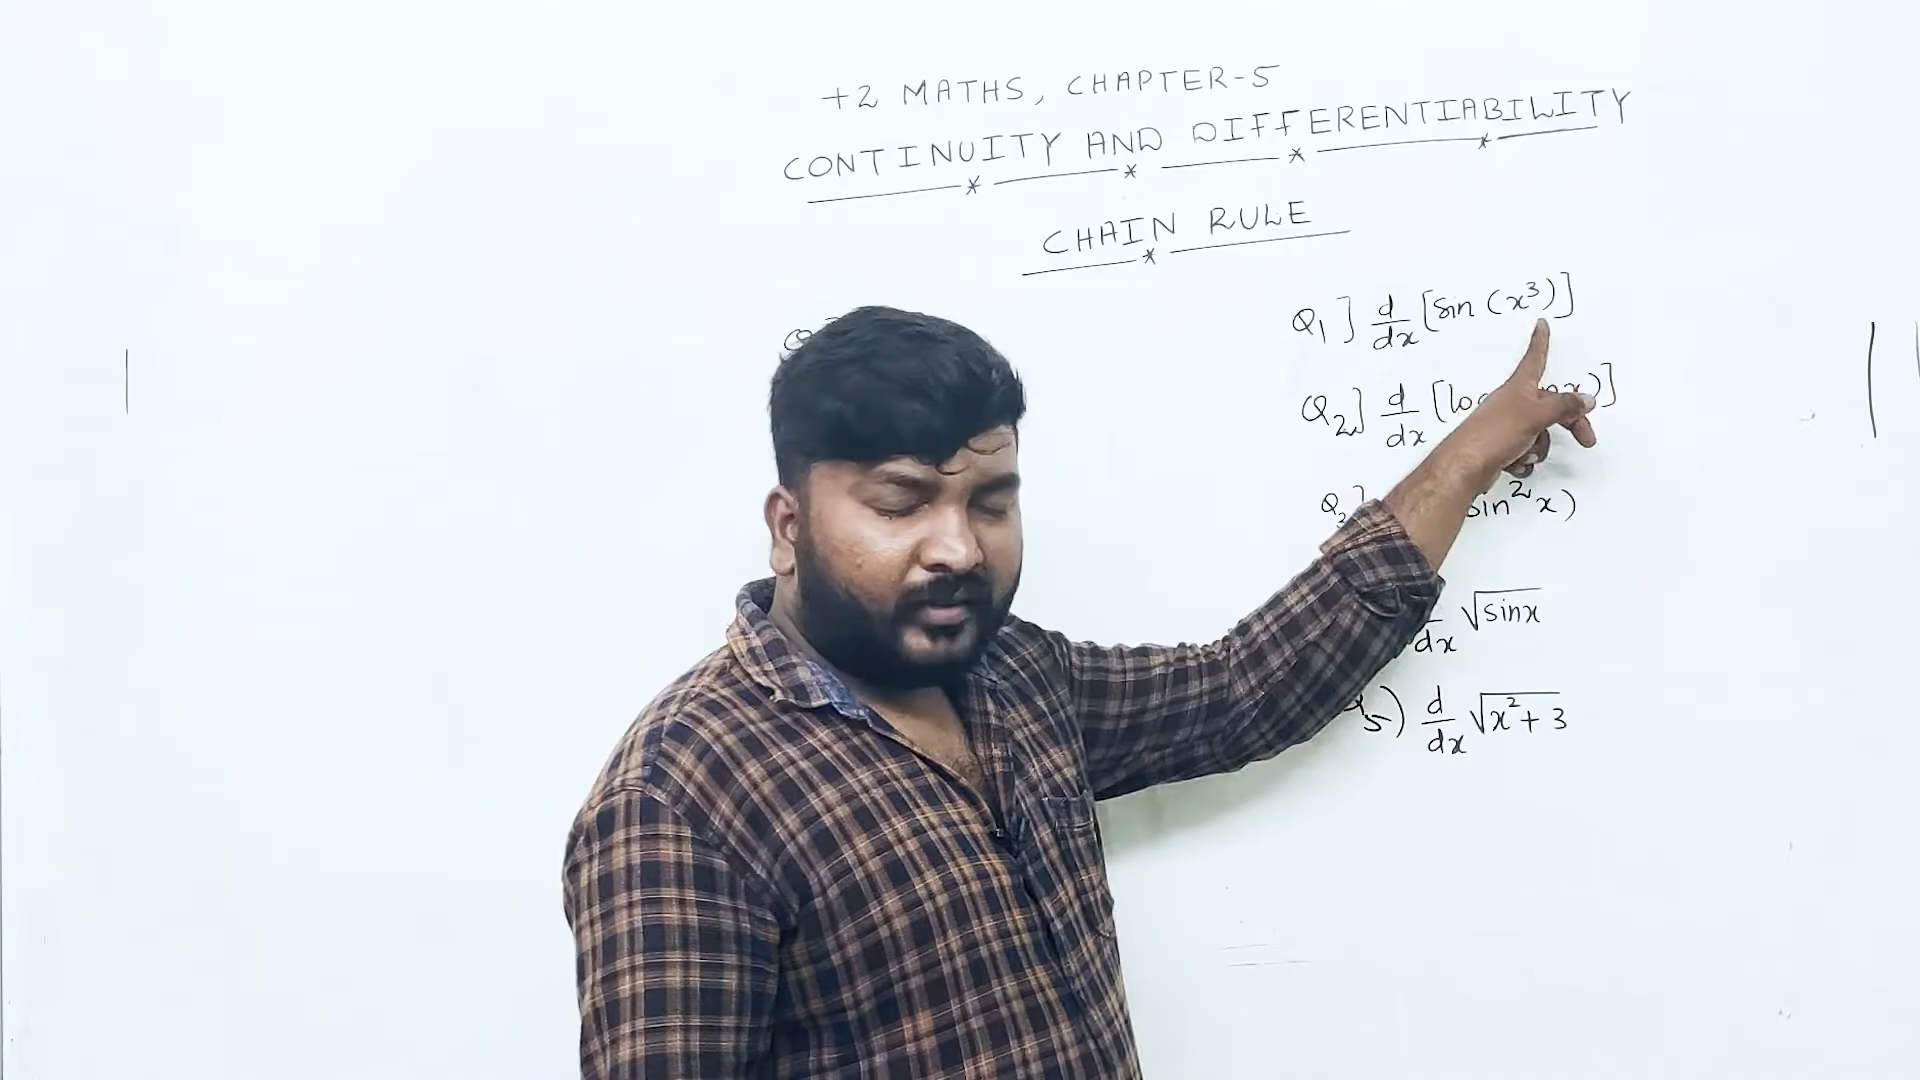 +2 MATHS, CHAPTER-5
CONTINUITY AND DIFFERENTIABILITY
CHAIN RULE
Q1] d/dx [sin (x³)]
Q2] d/dx [log x)]
Q3] sin² x)
dx √sinx
5) d/dx √x²+3